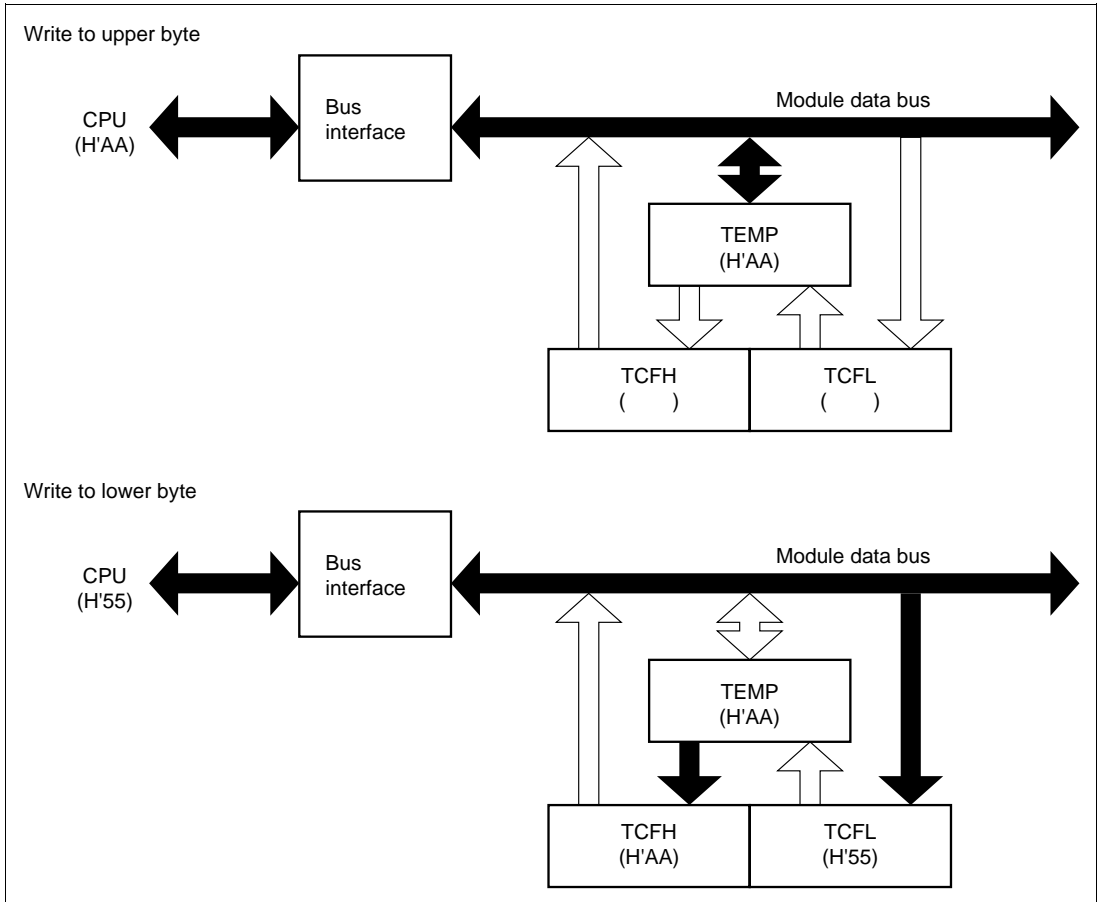 Write to upper byte
CPU
(H'AA)
Bus
interface
Module data bus
TEMP
(H'AA)
TCFH
(      )
TCFL
(      )
Write to lower byte
CPU
(H'55)
Bus
interface
Module data bus
TEMP
(H'AA)
TCFH
(H'AA)
TCFL
(H'55)